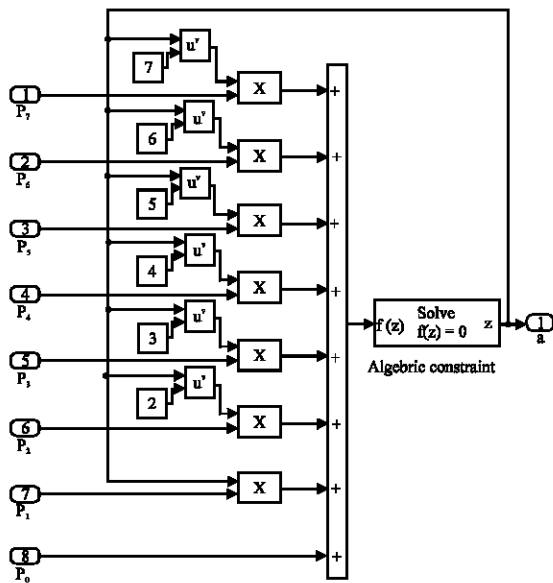 7
u^v
X
+
1
P₇
6
u^v
X
+
2
P₆
5
u^v
X
+
3
P₅
4
u^v
X
+
4
P₄
3
u^v
X
+
5
P₃
2
u^v
X
+
6
P₂
X
+
7
P₁
+
8
P₀
f (z)
Solve
f(z) = 0
z
Algebric constraint
1
a